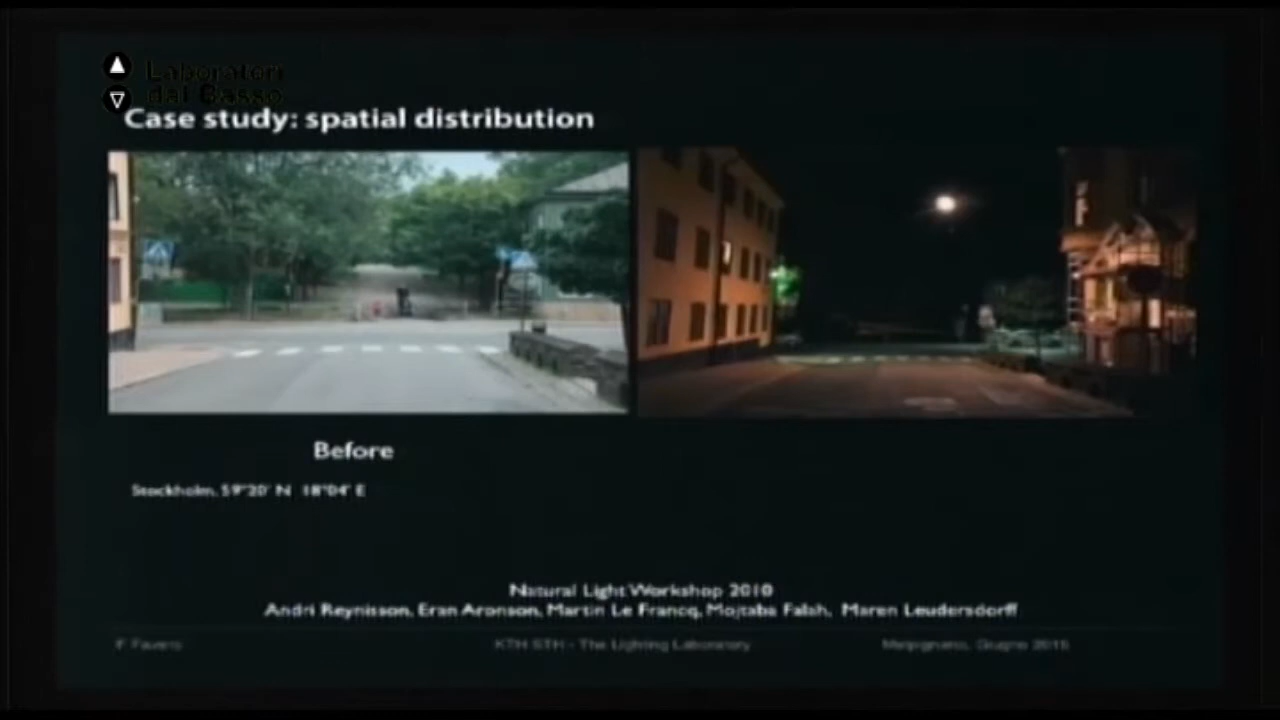 Laboratori
dal Basso
Case study: spatial distribution
Before
Stockholm, 59°20' N 18°04' E
Natural Light Workshop 2010
Andri Reynisson, Eran Aronson, Martin Le Francq, Mojtaba Falah, Maren Leudersdorff
F Favero
KTH STH - The Lighting Laboratory
Melpignano, Giugno 2015